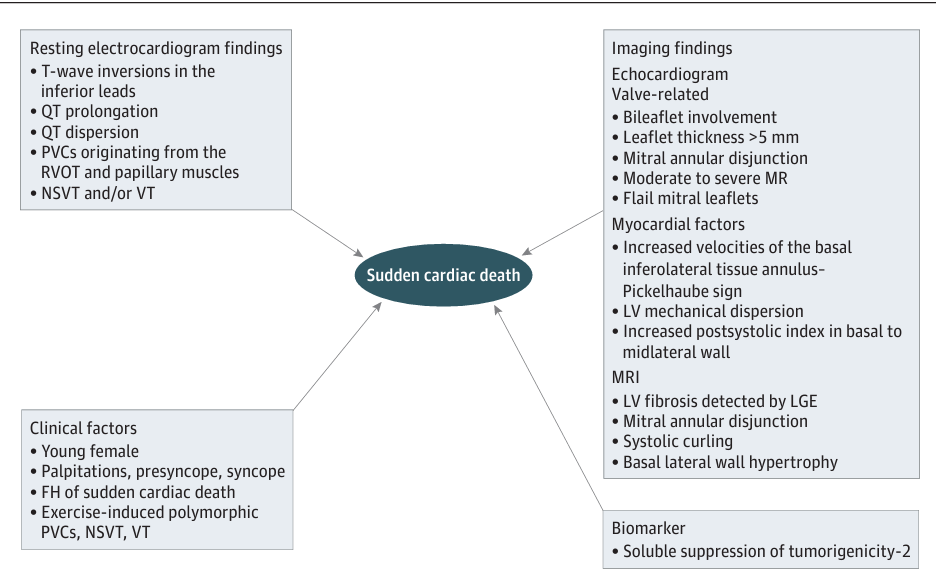 Resting electrocardiogram findings
• T-wave inversions in the
inferior leads
• QT prolongation
• QT dispersion
• PVCs originating from the
RVOT and papillary muscles
• NSVT and/or VT
Imaging findings
Echocardiogram
Valve-related
• Bileaflet involvement
• Leaflet thickness >5 mm
• Mitral annular disjunction
• Moderate to severe MR
• Flail mitral leaflets
Myocardial factors
• Increased velocities of the basal
inferolateral tissue annulus–
Pickelhaube sign
• LV mechanical dispersion
• Increased postsystolic index in basal to
midlateral wall
MRI
• LV fibrosis detected by LGE
• Mitral annular disjunction
• Systolic curling
• Basal lateral wall hypertrophy
Sudden cardiac death
Clinical factors
• Young female
• Palpitations, presyncope, syncope
• FH of sudden cardiac death
• Exercise-induced polymorphic
PVCs, NSVT, VT
Biomarker
• Soluble suppression of tumorigenicity-2